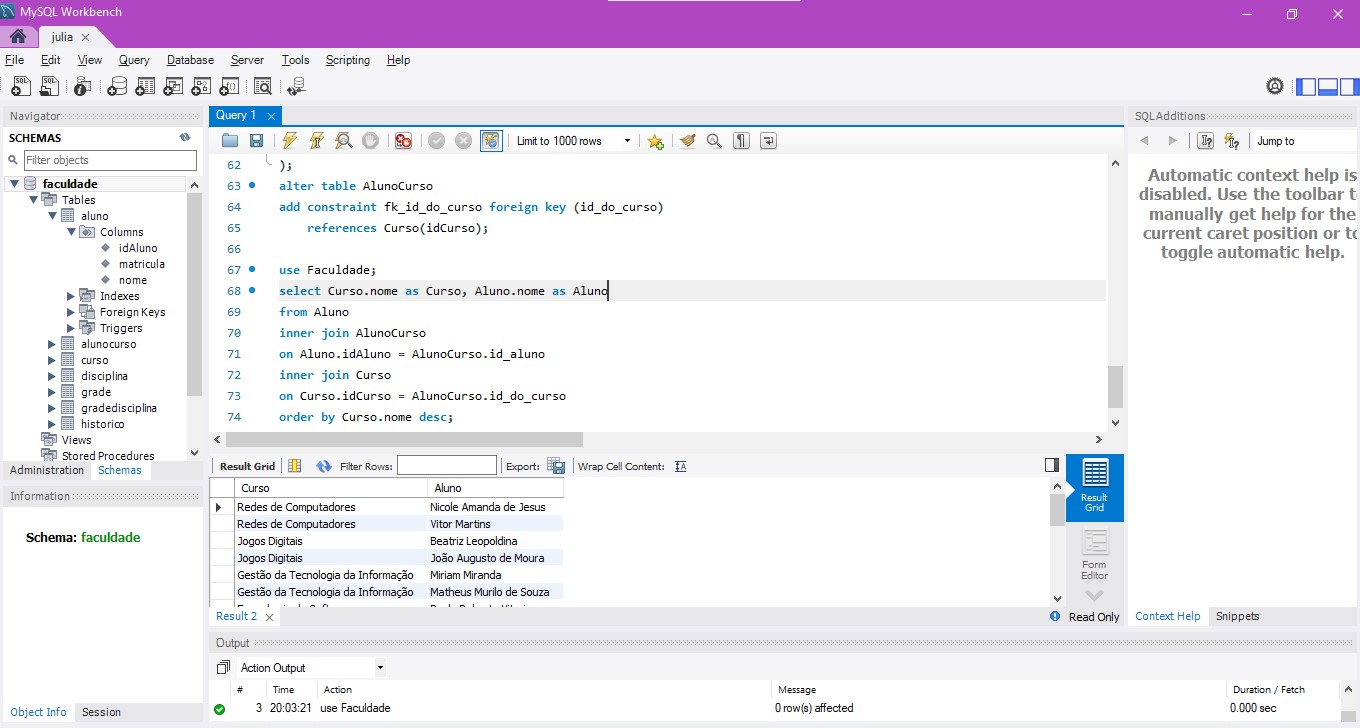 MySQL Workbench
julia
File Edit View Query Database Server Tools Scripting Help
Navigator
SCHEMAS
Filter objects
faculdade
Tables
aluno
Columns
idAluno
matricula
nome
Indexes
Foreign Keys
Triggers
alunocurso
curso
disciplina
grade
gradedisciplina
historico
Views
Stored Procedures
Administration Schemas
Information
Schema: faculdade
Object Info Session
Query 1
Limit to 1000 rows
62 );
63 alter table AlunoCurso
64 add constraint fk_id_do_curso foreign key (id_do_curso)
65 references Curso(idCurso);
66
67 use Faculdade;
68 select Curso.nome as Curso, Aluno.nome as Aluno
69 from Aluno
70 inner join AlunoCurso
71 on Aluno.idAluno = AlunoCurso.id_aluno
72 inner join Curso
73 on Curso.idCurso = AlunoCurso.id_do_curso
74 order by Curso.nome desc;
Result Grid Filter Rows: Export: Wrap Cell Content:
Curso Aluno
Redes de Computadores Nicole Amanda de Jesus
Redes de Computadores Vitor Martins
Jogos Digitais Beatriz Leopoldina
Jogos Digitais João Augusto de Moura
Gestão da Tecnologia da Informação Miriam Miranda
Gestão da Tecnologia da Informação Matheus Murilo de Souza
Result
Grid
Form
Editor
Result 2
Read Only
SQLAdditions
Jump to
Automatic context help is
disabled. Use the toolbar t
manually get help for the
current caret position or to
toggle automatic help.
Context Help Snippets
Output
Action Output
# Time Action Message Duration / Fetch
3 20:03:21 use Faculdade 0 row(s) affected 0.000 sec